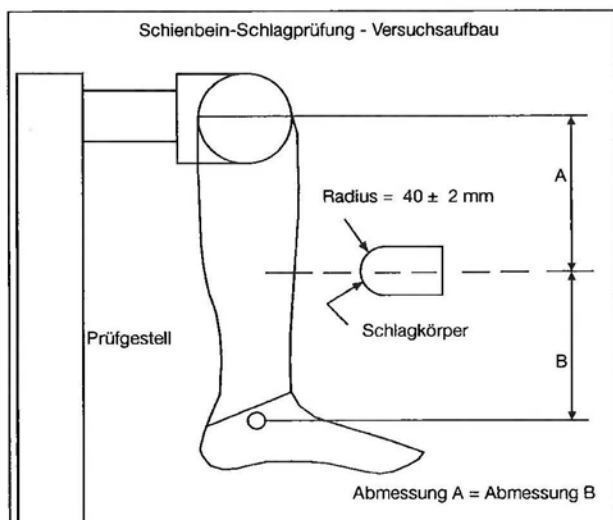 Schienbein-Schlagprüfung - Versuchsaufbau
A
Radius = 40 ± 2 mm
Prüfgestell
Schlagkörper
B
Abmessung A = Abmessung B